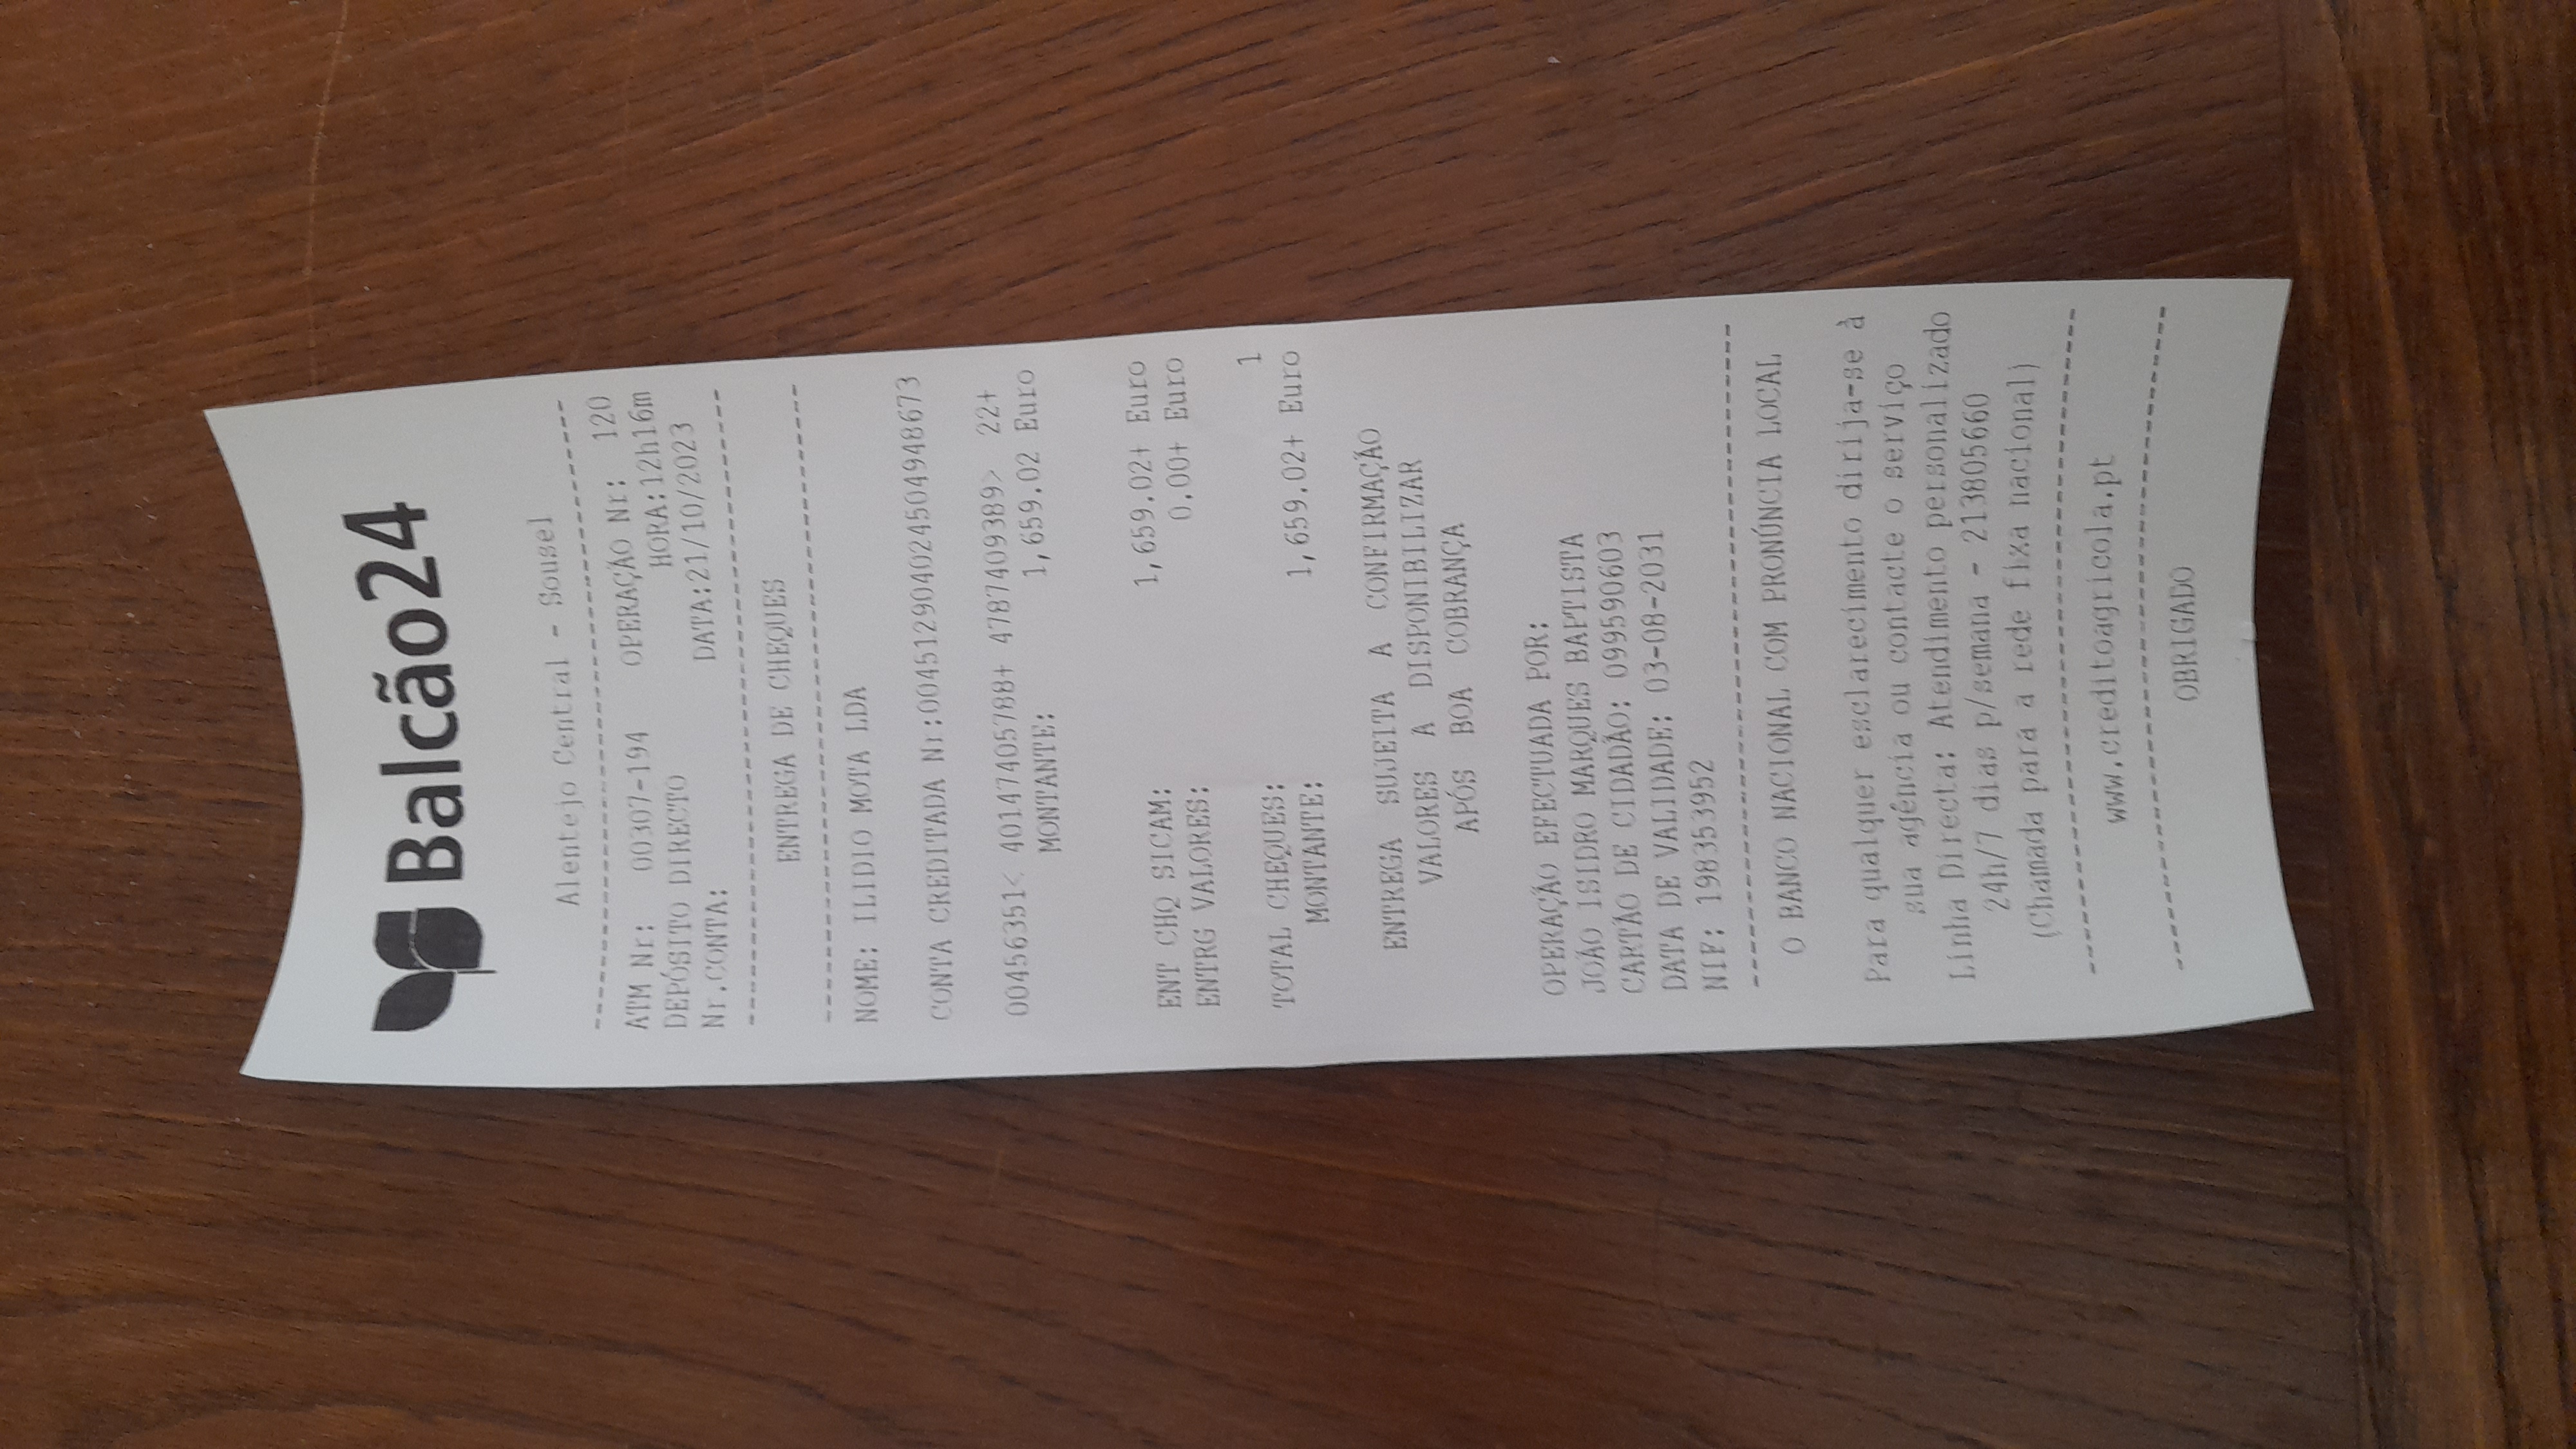 Balcão24
Alentejo Central - Sousel
ATM Nr: 00307-194 OPERAÇÃO Nr: 120
DEPÓSITO DIRECTO HORA:12h16m
Nr.CONTA: DATA:21/10/2023
ENTREGA DE CHEQUES
NOME: ILIDIO MOTA LDA
CONTA CREDITADA Nr:004512904024504948673
004563351< 4014740578​8+ 4787409389> 22+
MONTANTE: 1,659.02 Euro
ENT CHQ SICAM: 1,659.02+ Euro
ENTRG VALORES: 0.00+ Euro
TOTAL CHEQUES: 1
MONTANTE: 1,659.02+ Euro
ENTREGA SUJEITA A CONFIRMAÇÃO
VALORES A DISPONIBILIZAR
APÓS BOA COBRANÇA
OPERAÇÃO EFECTUADA POR:
JOÃO ISIDRO MARQUES BAPTISTA
CARTÃO DE CIDADÃO: 099590603
DATA DE VALIDADE: 03-08-2031
NIF: 198353952
O BANCO NACIONAL COM PRONÚNCIA LOCAL
Para qualquer esclarecimento dirija-se à
sua agência ou contacte o serviço
Linha Directa: Atendimento personalizado
24h/7 dias p/semana - 213805660
(Chamada para a rede fixa nacional)
www.creditoagricola.pt
OBRIGADO